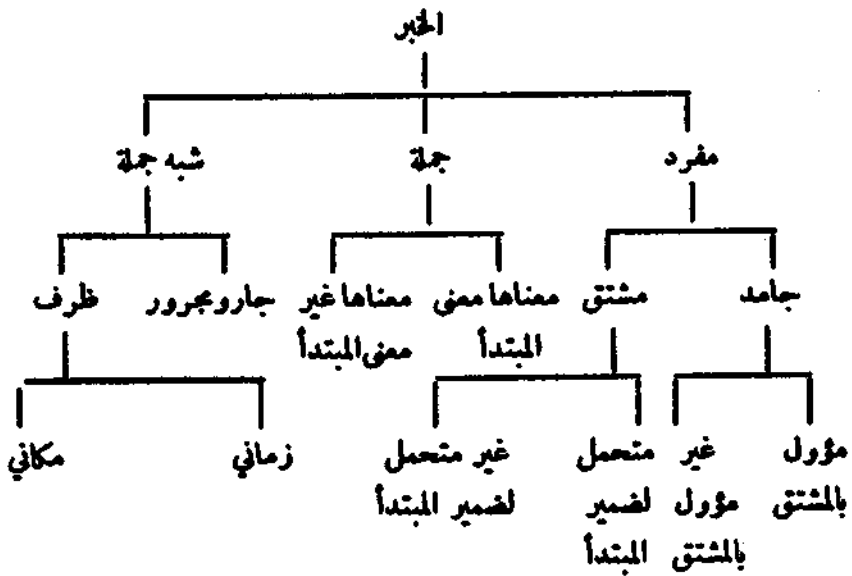 الخبر
مفرد
جملة
شبه جملة
جامد
مشتق
معناها معنى
المبتدأ
معناها غير
معنى المبتدأ
جار ومجرور
ظرف
مؤول
بالمشتق
غير
مؤول
بالمشتق
متحمل
لضمير
المبتدأ
غير متحمل
لضمير المبتدأ
زماني
مكاني